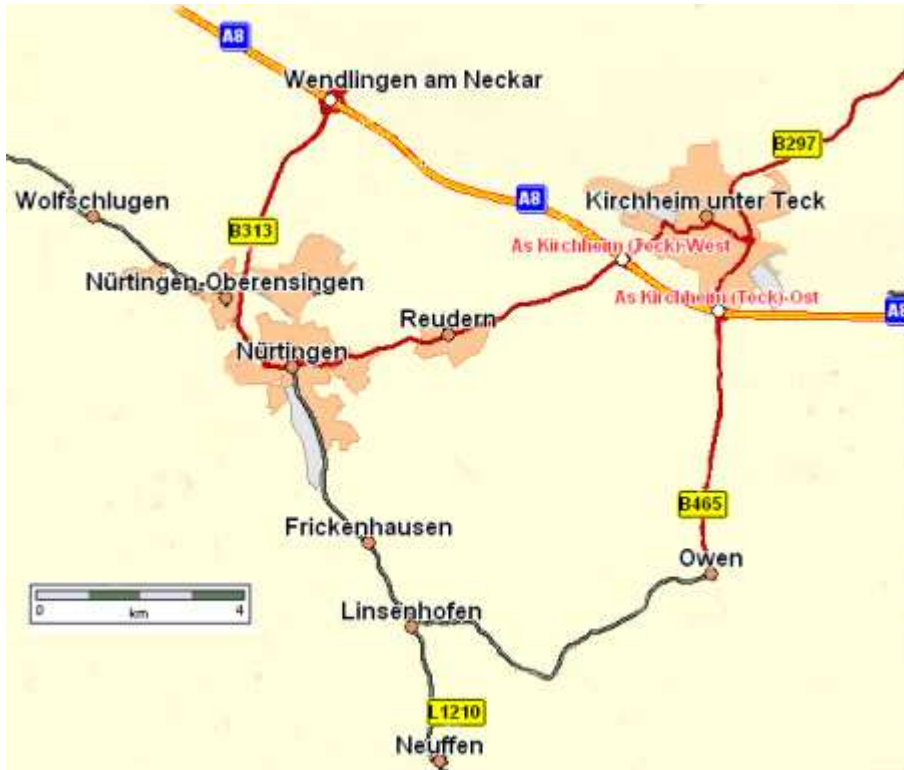 A8
Wendlingen am Neckar
B297
Wolfschlugen
A8
Kirchheim unter Teck
B313
As Kirchheim (Teck)-West
Nürtingen-Oberensingen
As Kirchheim (Teck)-Ost
A8
Reudern
Nürtingen
B465
Frickenhausen
Owen
0 4
km
Linsenhofen
L1210
Neuffen